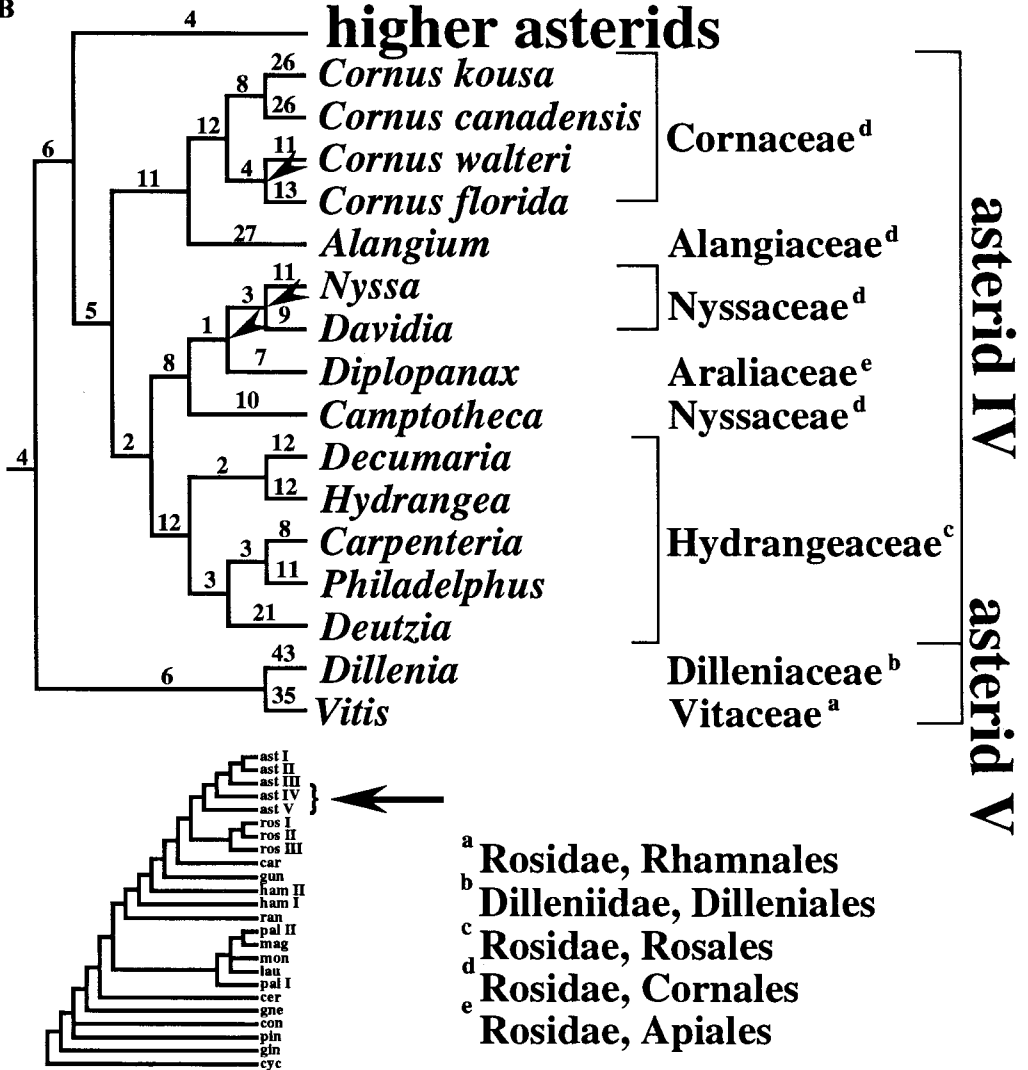 B
4
higher asterids
26
Cornus kousa
8
26
Cornus canadensis
12
11
Cornus walteri
Cornaceae d
6
4
13
Cornus florida
11
27
Alangium
Alangiaceae d
11
Nyssa
3
9
Davidia
Nyssaceae d
5
1
7
Diplopanax
Araliaceae e
8
10
Camptotheca
Nyssaceae d
asterid IV
2
12
Decumaria
4
2
12
Hydrangea
12
8
Carpenteria
Hydrangeaceae c
3
11
Philadelphus
3
21
Deutzia
43
Dillenia
Dilleniaceae b
6
35
Vitis
Vitaceae a
asterid V
ast I
ast II
ast III
ast IV
ast V
ros I
ros II
ros III
car
gun
ham II
ham I
ran
pal II
mag
mon
lau
pal I
cer
gne
con
pin
gin
cyc
a Rosidae, Rhamnales
b Dilleniidae, Dilleniales
c Rosidae, Rosales
d Rosidae, Cornales
e Rosidae, Apiales